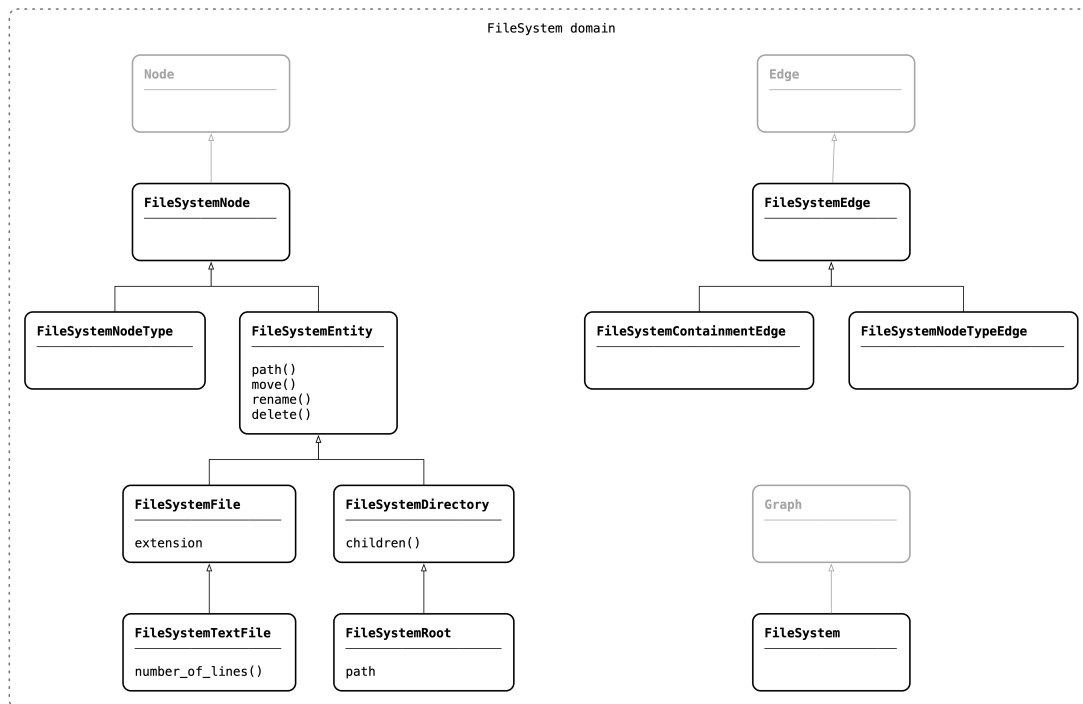 FileSystem domain
Node
Edge
FileSystemNode
FileSystemEdge
FileSystemNodeType
FileSystemEntity
path()
move()
rename()
delete()
FileSystemContainmentEdge
FileSystemNodeTypeEdge
FileSystemFile
extension
FileSystemDirectory
children()
Graph
FileSystemTextFile
number_of_lines()
FileSystemRoot
path
FileSystem